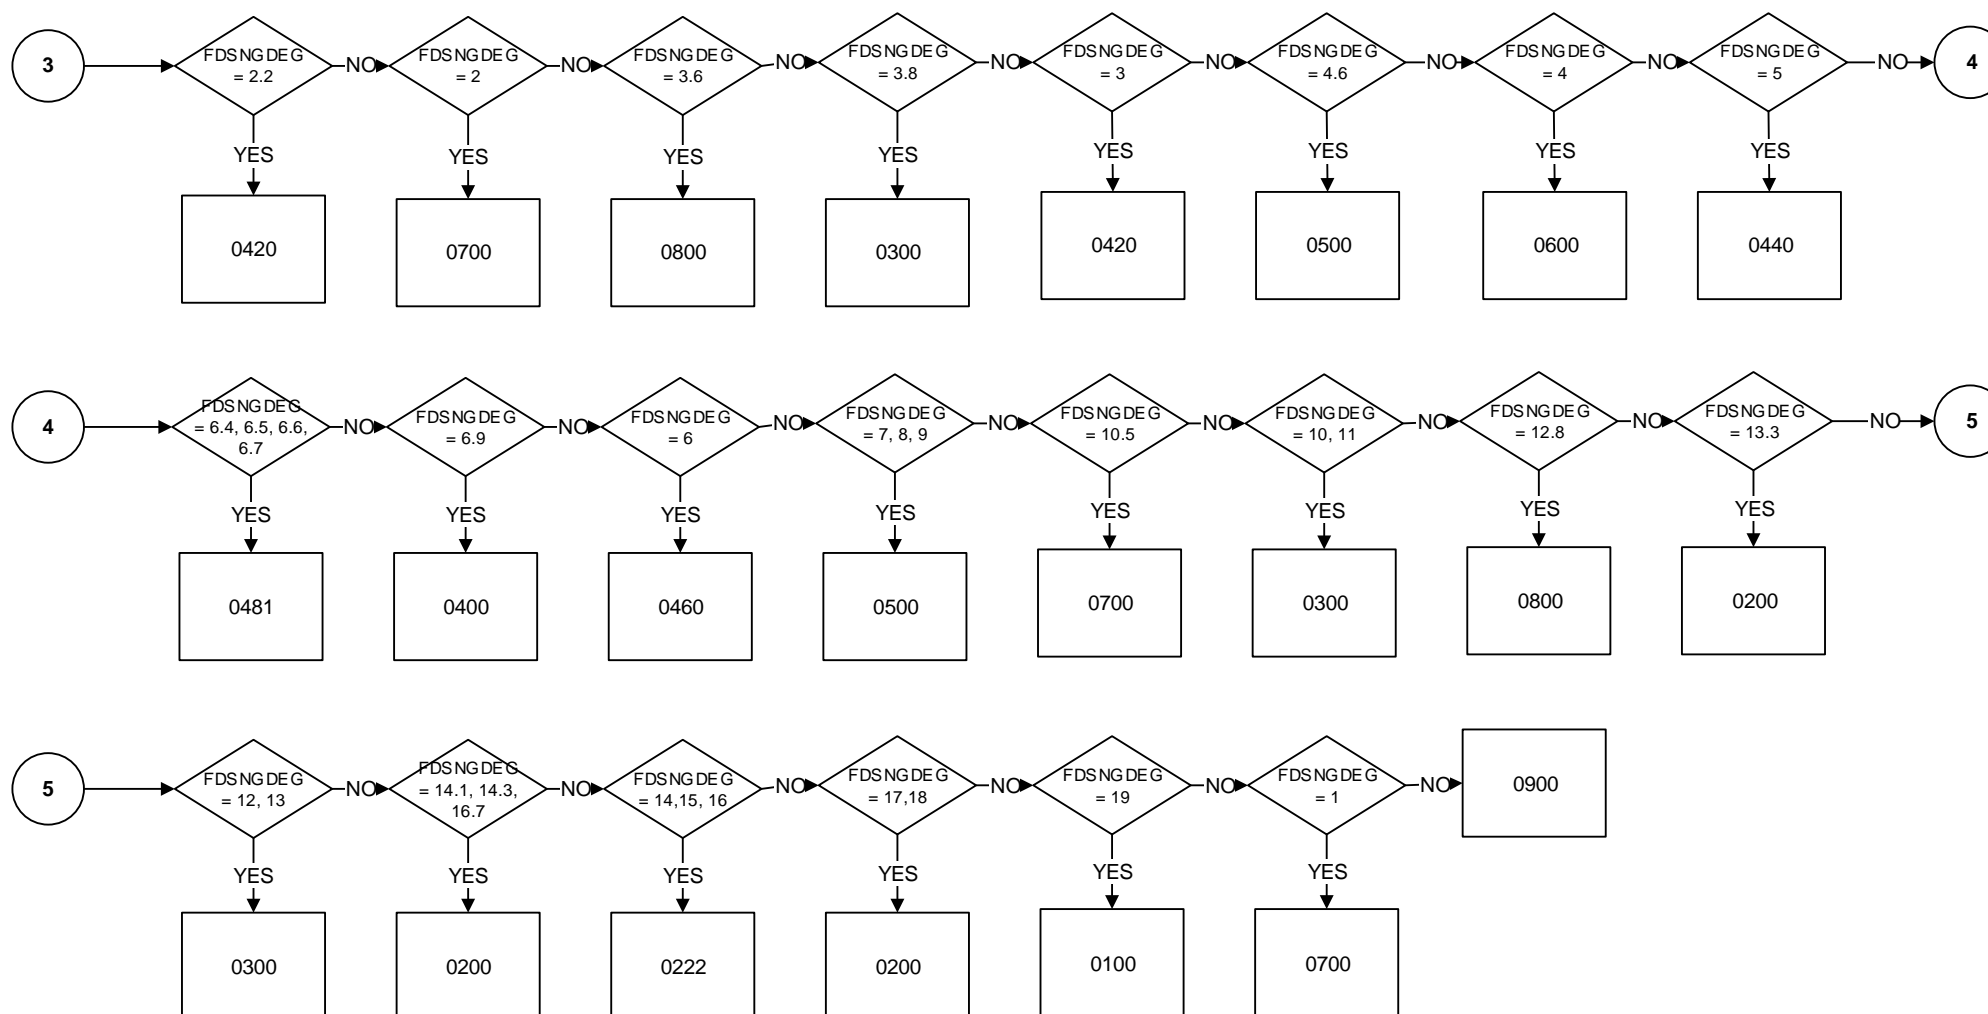 3
FDSNGDEG
= 2.2
NO
FDSNGDEG
= 2
NO
FDSNGDEG
= 3.6
NO
FDSNGDEG
= 3.8
NO
FDSNGDEG
= 3
NO
FDSNGDEG
= 4.6
NO
FDSNGDEG
= 4
NO
FDSNGDEG
= 5
NO
4
YES
YES
YES
YES
YES
YES
YES
YES
0420
0700
0800
0300
0420
0500
0600
0440
4
FDSNGDEG
= 6.4, 6.5, 6.6,
6.7
NO
FDSNGDEG
= 6.9
NO
FDSNGDEG
= 6
NO
FDSNGDEG
= 7, 8, 9
NO
FDSNGDEG
= 10.5
NO
FDSNGDEG
= 10, 11
NO
FDSNGDEG
= 12.8
NO
FDSNGDEG
= 13.3
NO
5
YES
YES
YES
YES
YES
YES
YES
YES
0481
0400
0460
0500
0700
0300
0800
0200
5
FDSNGDEG
= 12, 13
NO
FDSNGDEG
= 14.1, 14.3,
16.7
NO
FDSNGDEG
= 14,15, 16
NO
FDSNGDEG
= 17,18
NO
FDSNGDEG
= 19
NO
FDSNGDEG
= 1
NO
0900
YES
YES
YES
YES
YES
YES
0300
0200
0222
0200
0100
0700